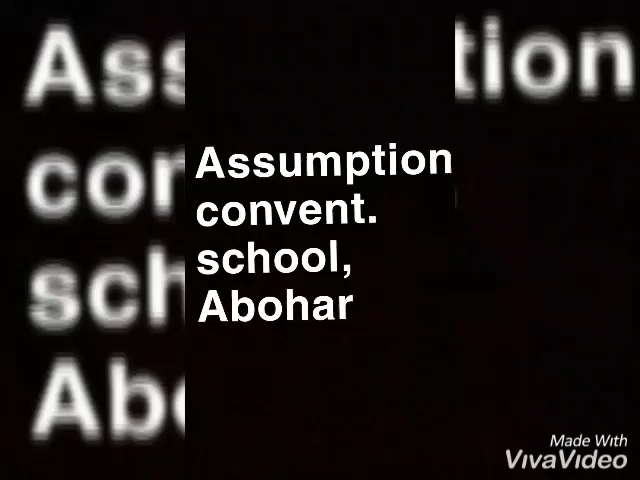 Assumption
convent.
school,
Abohar
Made With
VivaVideo